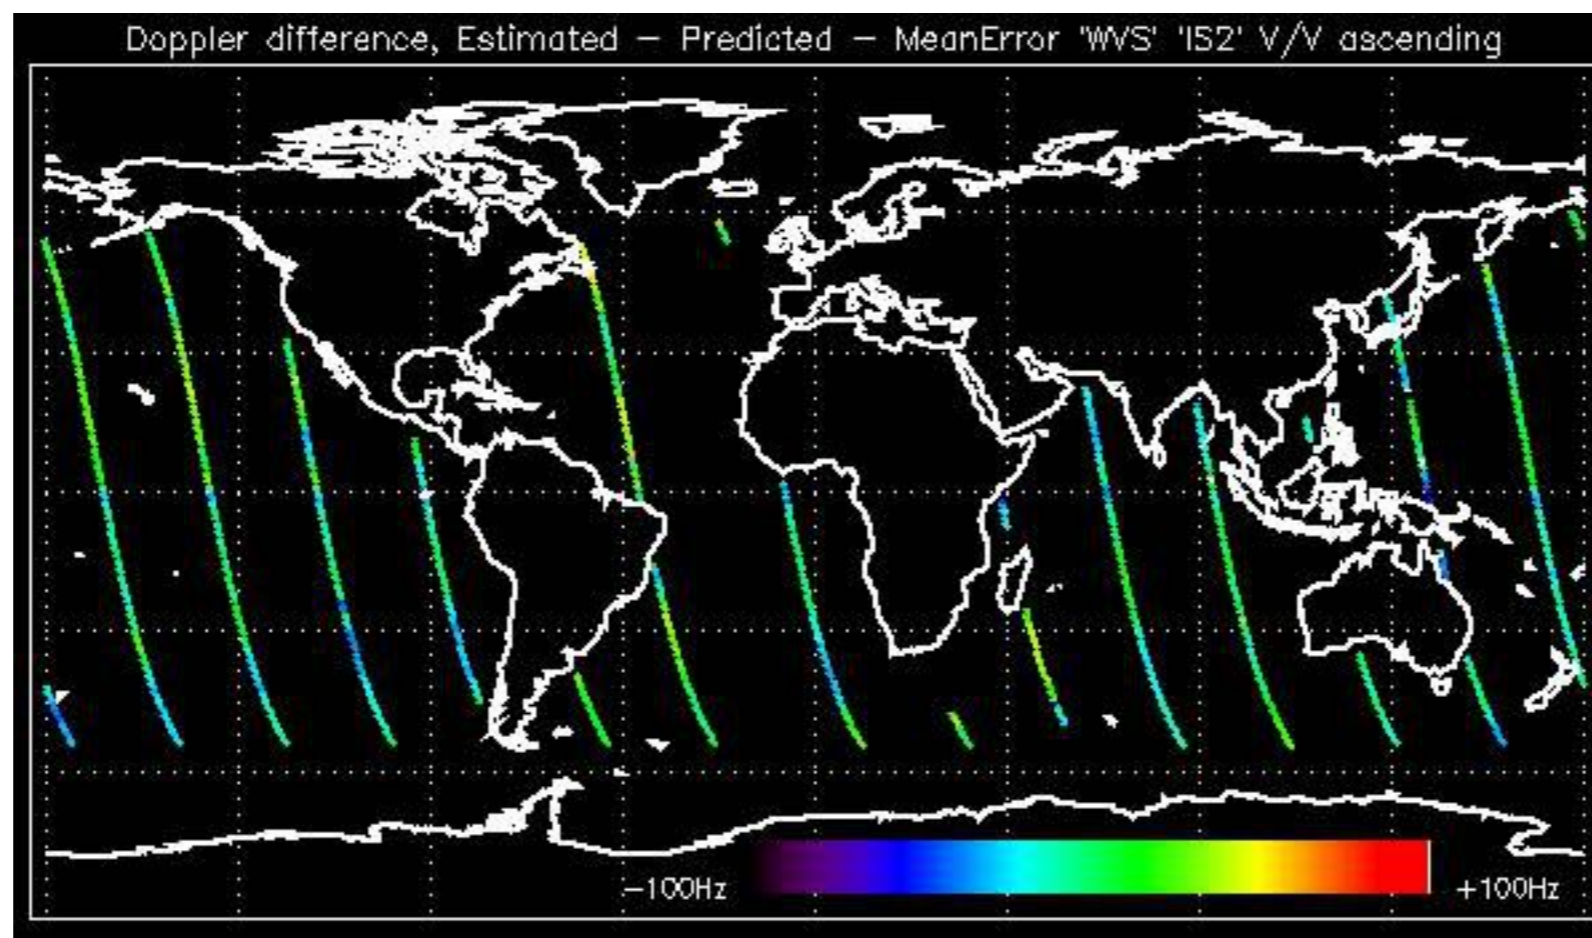 Doppler difference, Estimated – Predicted – MeanError 'WVS' 'IS2' V/V ascending
–100Hz
+100Hz